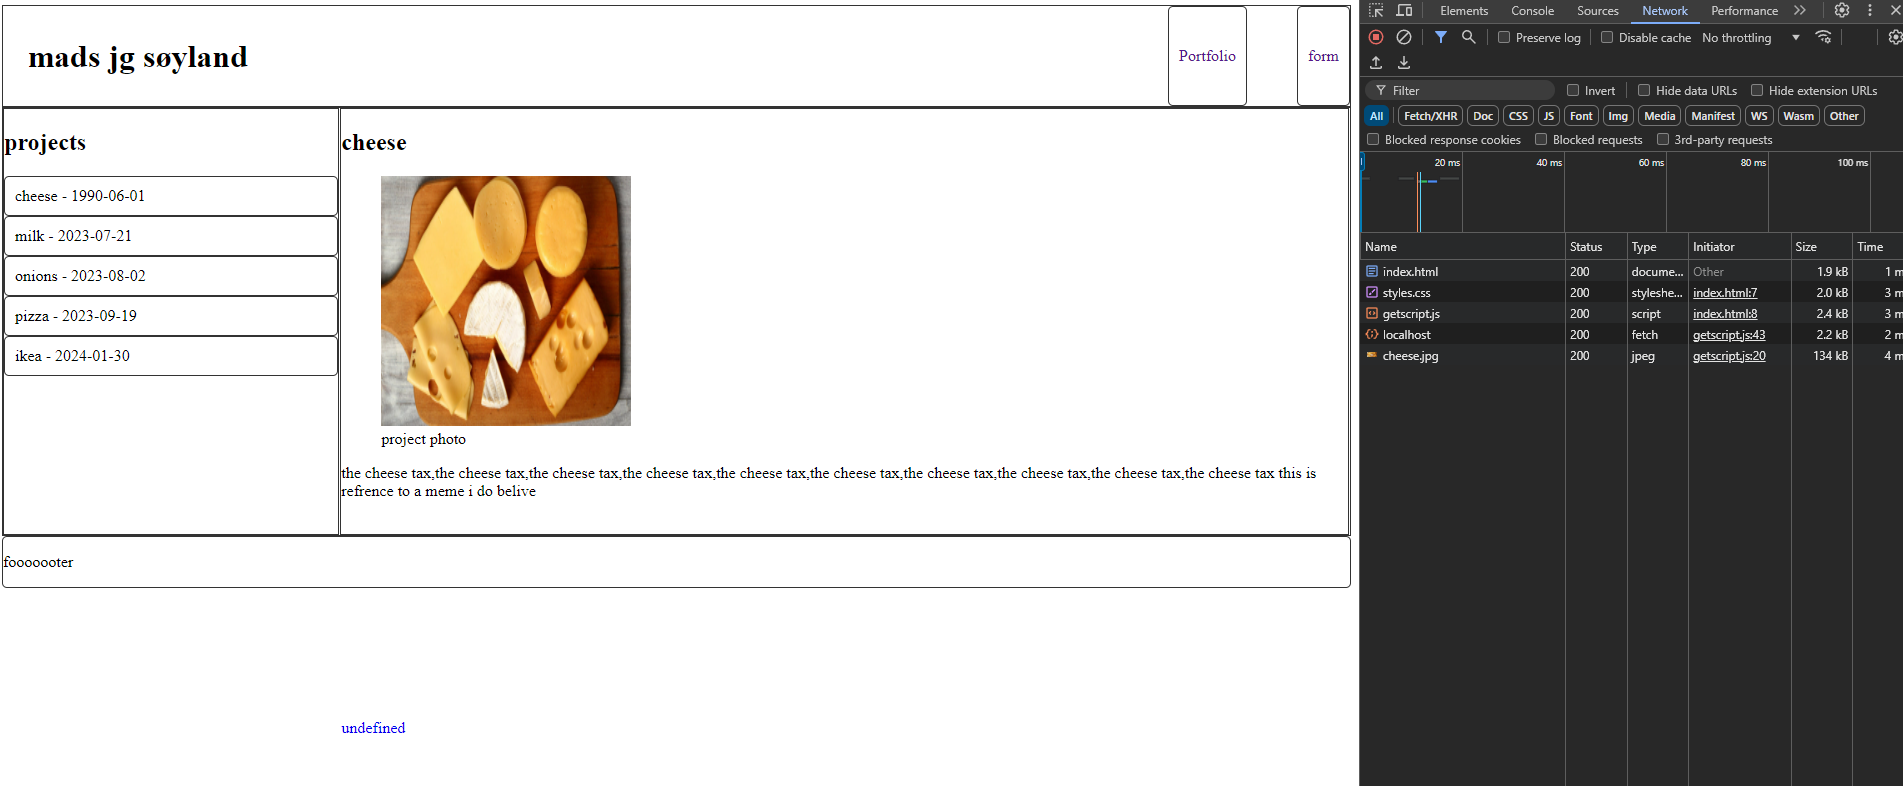 mads jg søyland
Portfolio
form
projects
cheese - 1990-06-01
milk - 2023-07-21
onions - 2023-08-02
pizza - 2023-09-19
ikea - 2024-01-30
cheese
project photo
the cheese tax,the cheese tax,the cheese tax,the cheese tax,the cheese tax,the cheese tax,the cheese tax,the cheese tax,the cheese tax,the cheese tax this is
refrence to a meme i do belive
forooooter
undefined
Elements Console Sources Network Performance
Preserve log Disable cache No throttling
Filter Invert Hide data URLs Hide extension URLs
All Fetch/XHR Doc CSS JS Font Img Media Manifest WS Wasm Other
Blocked response cookies Blocked requests 3rd-party requests
20 ms 40 ms 60 ms 80 ms 100 ms
Name Status Type Initiator Size Time
index.html 200 docume... Other 1.9 kB 1 m
styles.css 200 styleshe... index.html:7 2.0 kB 3 m
getscript.js 200 script index.html:8 2.4 kB 3 m
localhost 200 fetch getscript.js:43 2.2 kB 2 m
cheese.jpg 200 jpeg getscript.js:20 134 kB 4 m